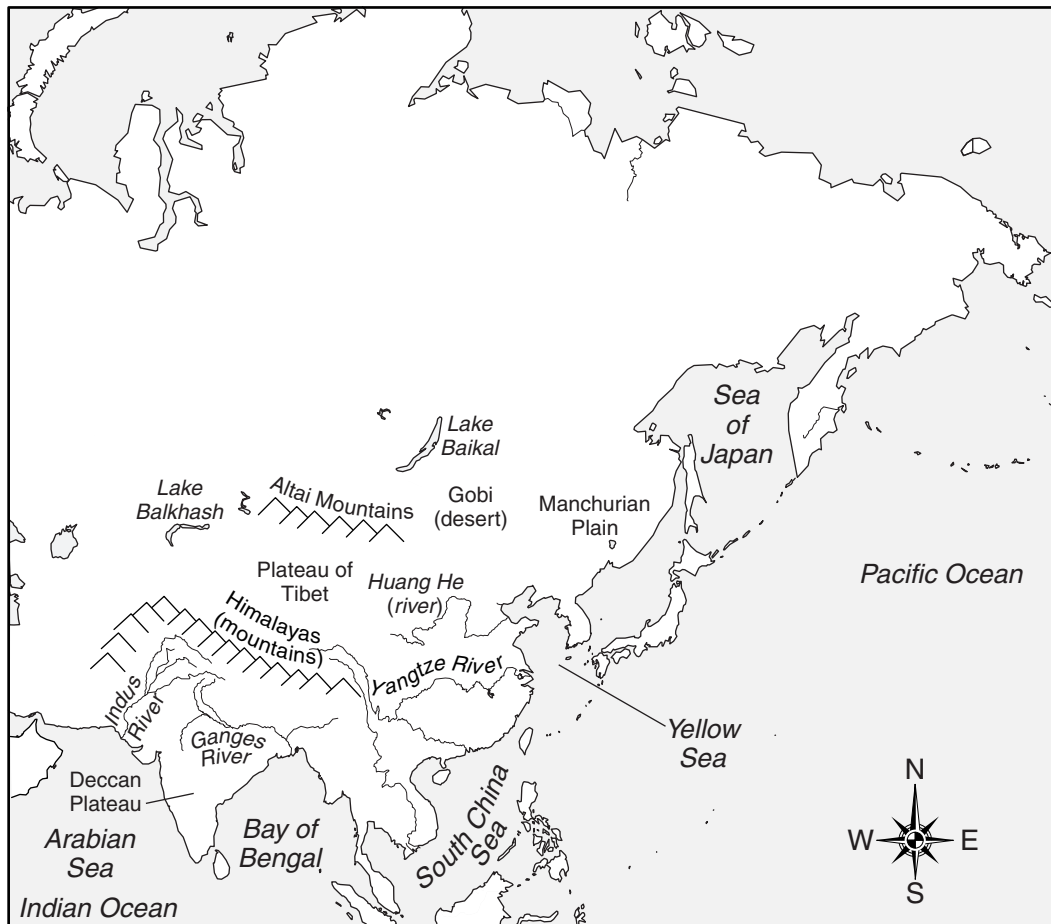 Sea
of
Japan
Lake
Baikal
Lake
Balkhash
Altai Mountains
Gobi
(desert)
Manchurian
Plain
Pacific Ocean
Plateau of
Tibet
Huang He
(river)
Himalayas
(mountains)
Yangtze River
Indus
River
Ganges
River
Yellow
Sea
Deccan
Plateau
Arabian
Sea
Bay of
Bengal
South China
Sea
Indian Ocean
N
W
E
S